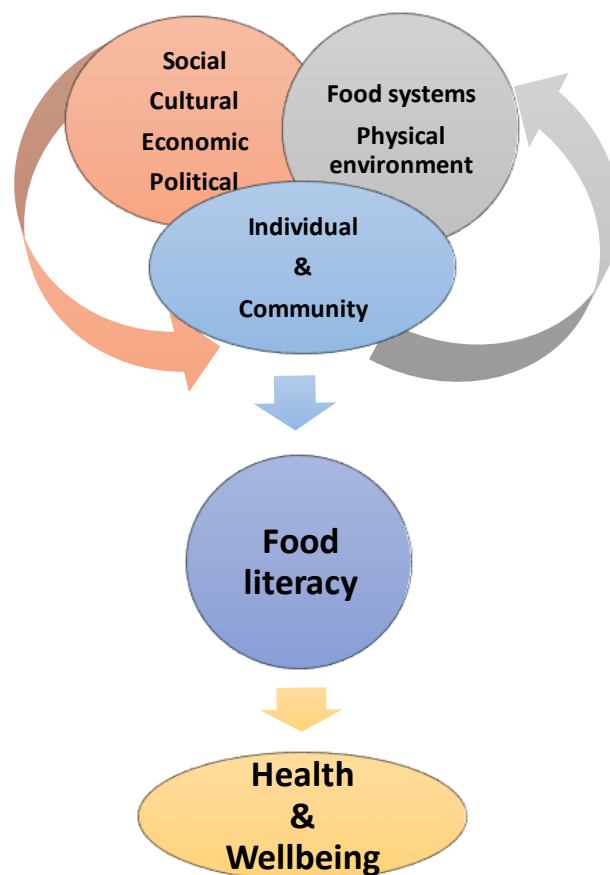 Social
Cultural
Economic
Political
Food systems
Physical
environment
Individual
&
Community
Food
literacy
Health
&
Wellbeing